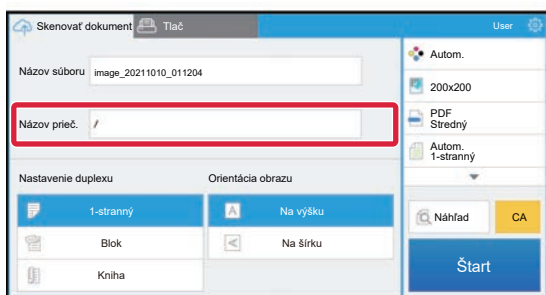 Skenovať dokument Tlač User
Názov súboru image_20211010_011204
Názov prieč. /
Nastavenie duplexu Orientácia obrazu
1-stranný A Na výšku
Blok Na šírku
Kniha
Autom.
200x200
PDF
Stredný
Autom.
1-stranný
Náhľad CA
Štart